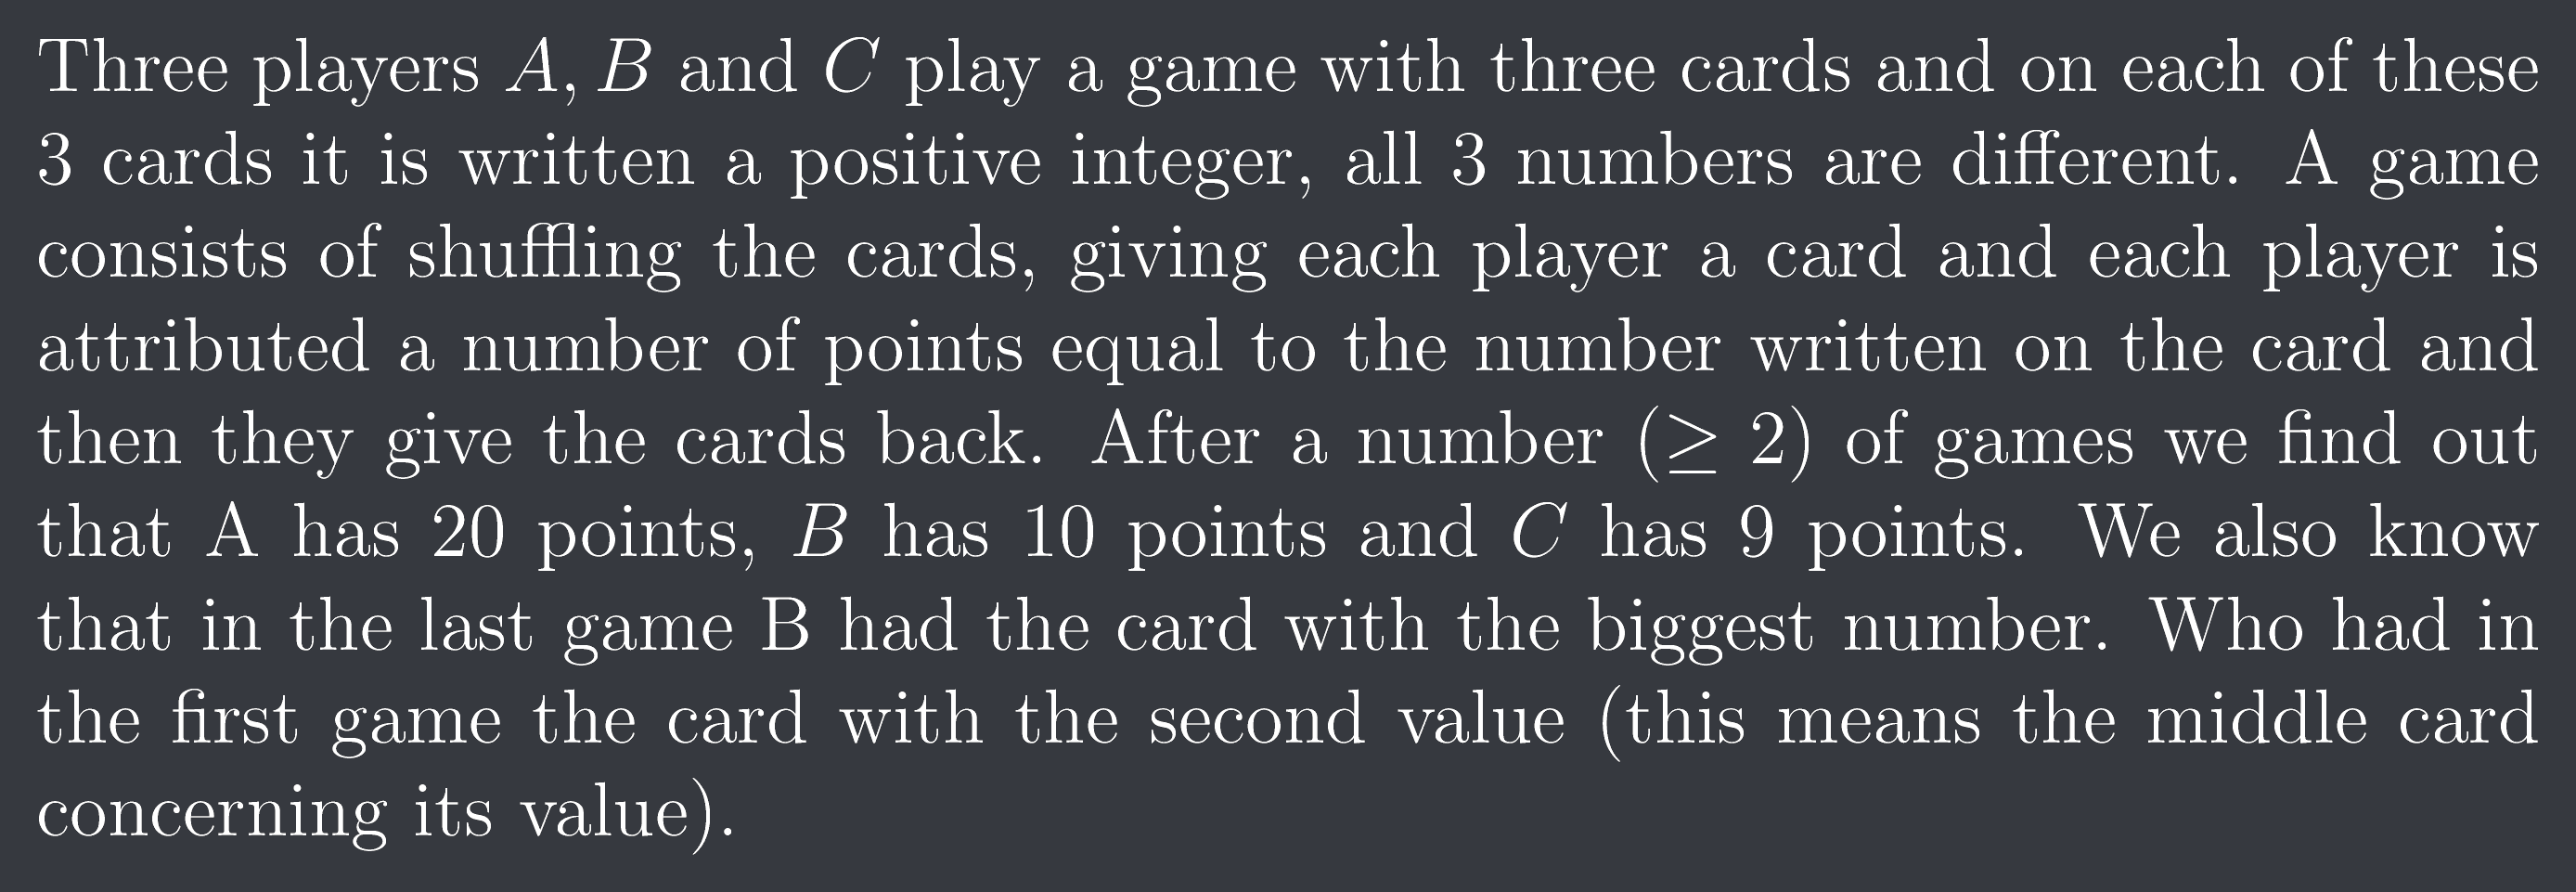 Three players A, B and C play a game with three cards and on each of these
3 cards it is written a positive integer, all 3 numbers are different. A game
consists of shuffling the cards, giving each player a card and each player is
attributed a number of points equal to the number written on the card and
then they give the cards back. After a number (≥ 2) of games we find out
that A has 20 points, B has 10 points and C has 9 points. We also know
that in the last game B had the card with the biggest number. Who had in
the first game the card with the second value (this means the middle card
concerning its value).